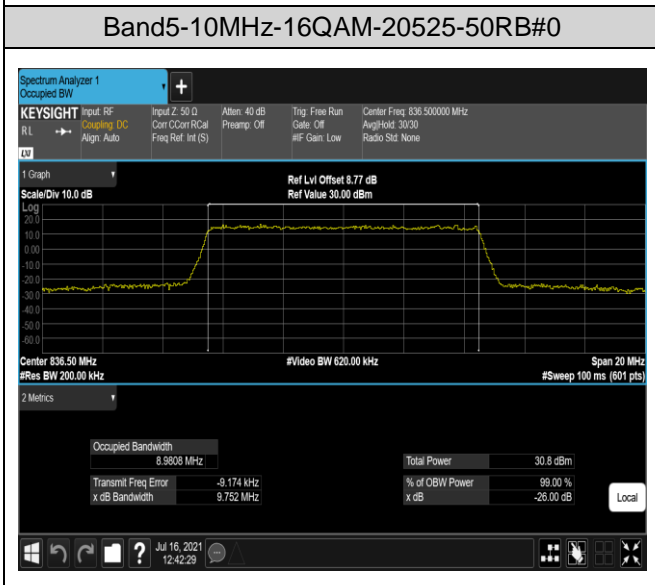 Band5-10MHz-16QAM-20525-50RB#0
Spectrum Analyzer 1
Occupied BW
+
KEYSIGHT
RL
LXI
Input: RF
Coupling: DC
Align: Auto
Input Z: 50 Ω
Corr CCorr RCal
Freq Ref: Int (S)
Atten: 40 dB
Preamp: Off
Trig: Free Run
Gate: Off
#IF Gain: Low
Center Freq: 836.500000 MHz
Avg|Hold: 30/30
Radio Std: None
1 Graph
Scale/Div 10.0 dB
Ref Lvl Offset 8.77 dB
Ref Value 30.00 dBm
Log
20.0
10.0
0.00
-10.0
-20.0
-30.0
-40.0
-50.0
-60.0
Center 836.50 MHz
#Video BW 620.00 kHz
Span 20 MHz
#Res BW 200.00 kHz
#Sweep 100 ms (601 pts)
2 Metrics
Occupied Bandwidth
8.9808 MHz
Total Power 30.8 dBm
Transmit Freq Error -9.174 kHz
% of OBW Power 99.00 %
x dB Bandwidth 9.752 MHz
x dB -26.00 dB
Local
?
Jul 16, 2021
12:42:29